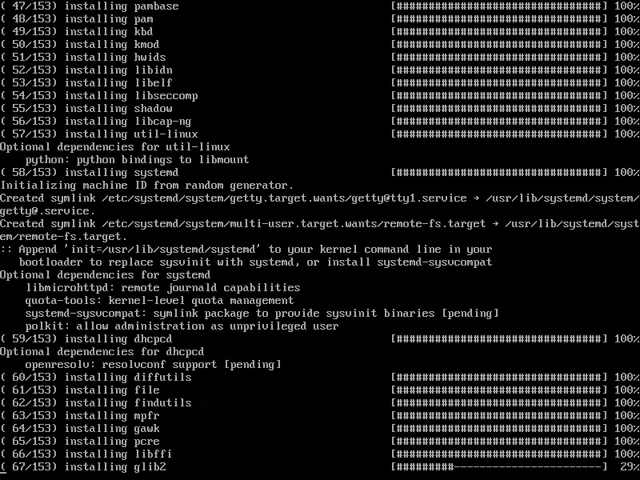 ( 47/153) installing pambase [################################] 100%
( 48/153) installing pam [################################] 100%
( 49/153) installing kbd [################################] 100%
( 50/153) installing kmod [################################] 100%
( 51/153) installing hwids [################################] 100%
( 52/153) installing libidn [################################] 100%
( 53/153) installing libelf [################################] 100%
( 54/153) installing libseccomp [################################] 100%
( 55/153) installing shadow [################################] 100%
( 56/153) installing libcap-ng [################################] 100%
( 57/153) installing util-linux [################################] 100%
Optional dependencies for util-linux
python: python bindings to libmount
( 58/153) installing systemd [################################] 100%
Initializing machine ID from random generator.
Created symlink /etc/systemd/system/getty.target.wants/getty@tty1.service → /usr/lib/systemd/system/
getty@.service.
Created symlink /etc/systemd/system/multi-user.target.wants/remote-fs.target → /usr/lib/systemd/syst
em/remote-fs.target.
:: Append 'init=/usr/lib/systemd/systemd' to your kernel command line in your
bootloader to replace sysvinit with systemd, or install systemd-sysvcompat
Optional dependencies for systemd
libmicrohttpd: remote journald capabilities
quota-tools: kernel-level quota management
systemd-sysvcompat: symlink package to provide sysvinit binaries [pending]
polkit: allow administration as unprivileged user
( 59/153) installing dhcpcd [################################] 100%
Optional dependencies for dhcpcd
openresolv: resolvconf support [pending]
( 60/153) installing diffutils [################################] 100%
( 61/153) installing file [################################] 100%
( 62/153) installing findutils [################################] 100%
( 63/153) installing mpfr [################################] 100%
( 64/153) installing gawk [################################] 100%
( 65/153) installing pcre [################################] 100%
( 66/153) installing libffi [################################] 100%
( 67/153) installing glib2 [#########-----------------------] 29%